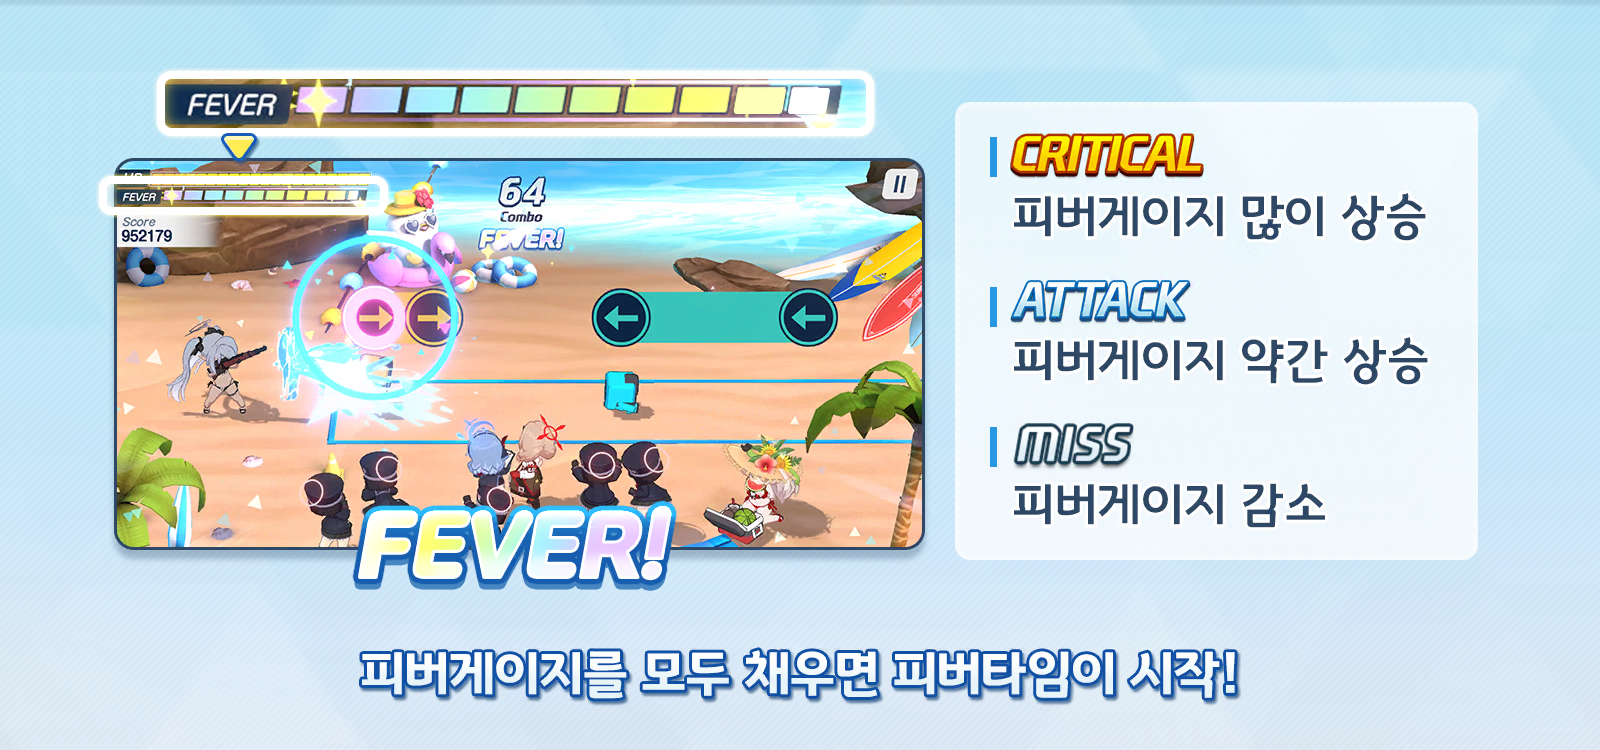 FEVER
FEVER
Score
952179
64
Combo
FEVER!
FEVER!
CRITICAL
피버게이지 많이 상승
ATTACK
피버게이지 약간 상승
MISS
피버게이지 감소
피버게이지를 모두 채우면 피버타임이 시작!